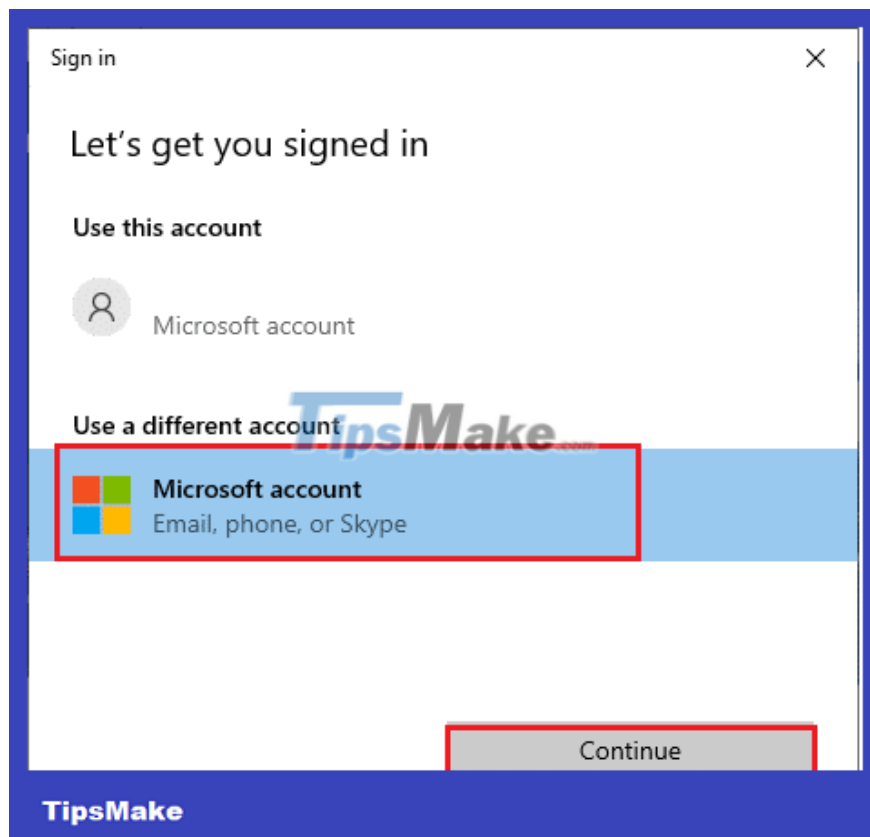 Sign in
Let's get you signed in
Use this account
Microsoft account
Use a different account
TipsMake.com
Microsoft account
Email, phone, or Skype
Continue
TipsMake